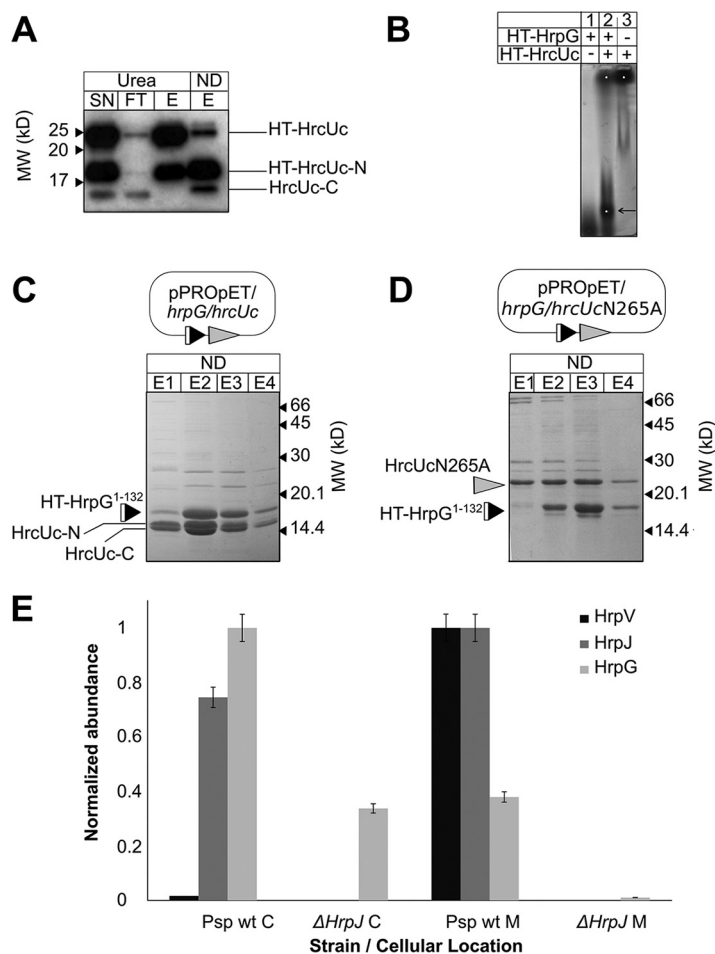 A
Urea ND
SN FT E E
MW (kD)
25
20
17
HT-HrcUc
HT-HrcUc-N
HrcUc-C
B
1 2 3
HT-HrpG + + -
HT-HrcUc - + +
C
pPROpET/
hrpG/hrcUc
ND
E1 E2 E3 E4
66
45
30
20.1
14.4
MW (kD)
HT-HrpG1-132
HrcUc-N
HrcUc-C
D
pPROpET/
hrpG/hrcUcN265A
ND
E1 E2 E3 E4
66
45
30
20.1
14.4
MW (kD)
HrcUcN265A
HT-HrpG1-132
E
Normalized abundance
1
0.8
0.6
0.4
0.2
0
HrpV
HrpJ
HrpG
Psp wt C ΔHrpJ C Psp wt M ΔHrpJ M
Strain / Cellular Location